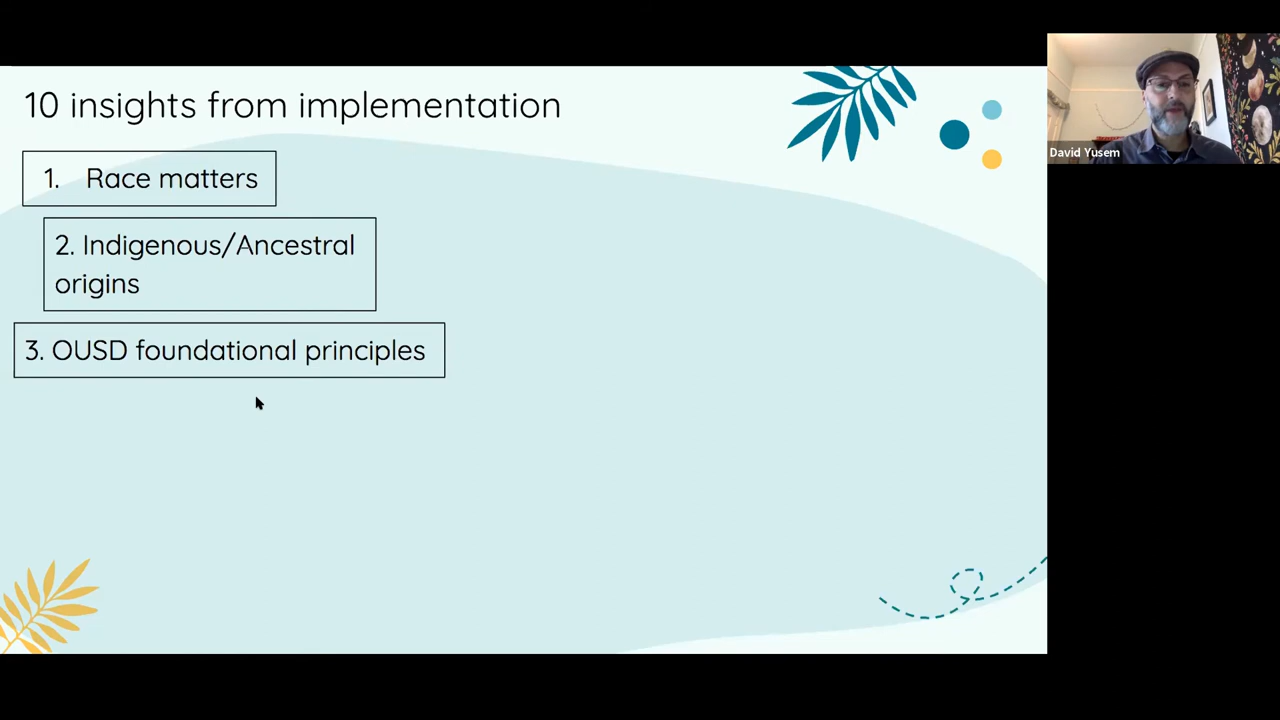 10 insights from implementation
1. Race matters
2. Indigenous/Ancestral
origins
3. OUSD foundational principles
David Yusem